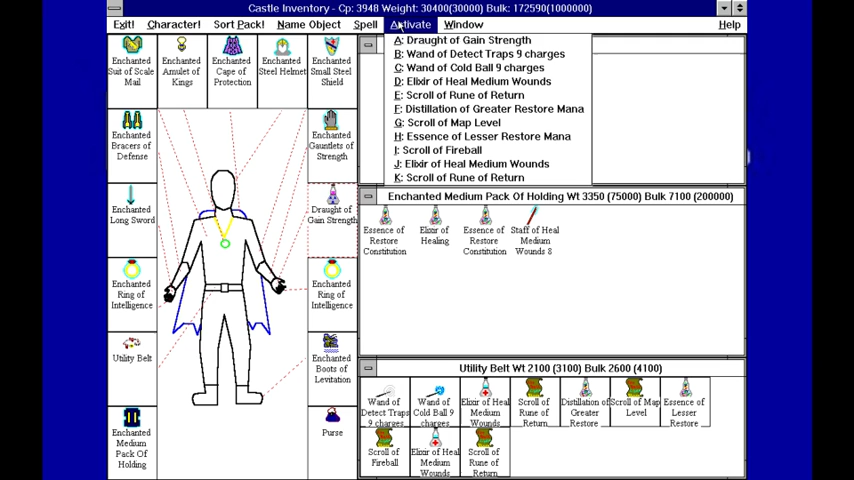 Castle Inventory - Cp: 3948 Weight: 30400(30000) Bulk: 172590(1000000)
Exit! Character! Sort Pack! Name Object Spell Activate Window Help
A: Draught of Gain Strength
B: Wand of Detect Traps 9 charges
C: Wand of Cold Ball 9 charges
D: Elixir of Heal Medium Wounds
E: Scroll of Rune of Return
F: Distillation of Greater Restore Mana
G: Scroll of Map Level
H: Essence of Lesser Restore Mana
I: Scroll of Fireball
J: Elixir of Heal Medium Wounds
K: Scroll of Rune of Return
Enchanted
Suit of Scale
Mail
Enchanted
Amulet of
Kings
Enchanted
Cape of
Protection
Enchanted
Steel Helmet
Enchanted
Small Steel
Shield
Enchanted
Bracers of
Defense
Enchanted
Gauntlets of
Strength
Enchanted
Long Sword
Draught of
Gain Strength
Enchanted
Ring of
Intelligence
Enchanted
Ring of
Intelligence
Utility Belt
Enchanted
Boots of
Levitation
Enchanted
Medium
Pack Of
Holding
Purse
Enchanted Medium Pack Of Holding Wt 3350 (75000) Bulk 7100 (200000)
Essence of
Restore
Constitution
Elixir of
Healing
Essence of
Restore
Constitution
Staff of Heal
Medium
Wounds 8
Utility Belt Wt 2100 (3100) Bulk 2600 (4100)
Wand of
Detect Traps
9 charges
Wand of
Cold Ball 9
charges
Elixir of Heal
Medium
Wounds
Scroll of
Rune of
Return
Distillation of
Greater
Restore
Scroll of Map
Level
Essence of
Lesser
Restore
Scroll of
Fireball
Elixir of Heal
Medium
Wounds
Scroll of
Rune of
Return